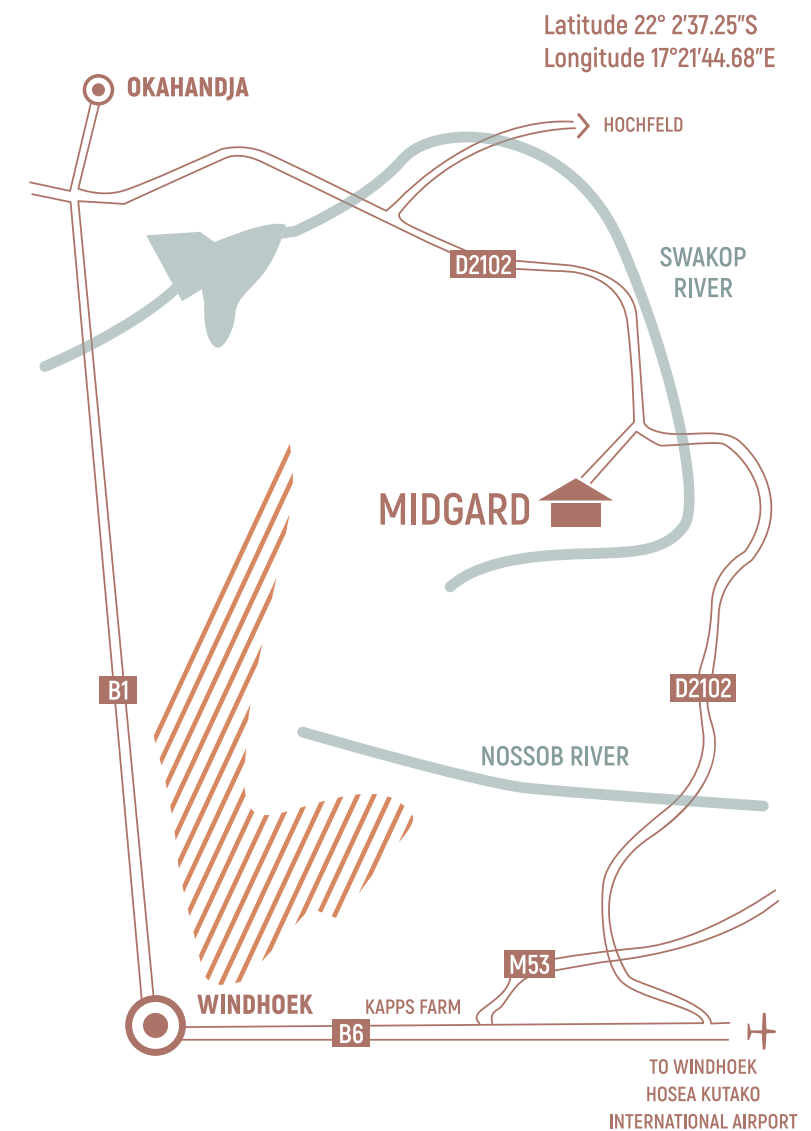 Latitude 22° 2'37.25"S
Longitude 17°21'44.68"E
OKAHANDJA
HOCHFELD
SWAKOP
RIVER
D2102
MIDGARD
B1
D2102
NOSSOB RIVER
M53
WINDHOEK
KAPPS FARM
B6
TO WINDHOEK
HOSEA KUTAKO
INTERNATIONAL AIRPORT